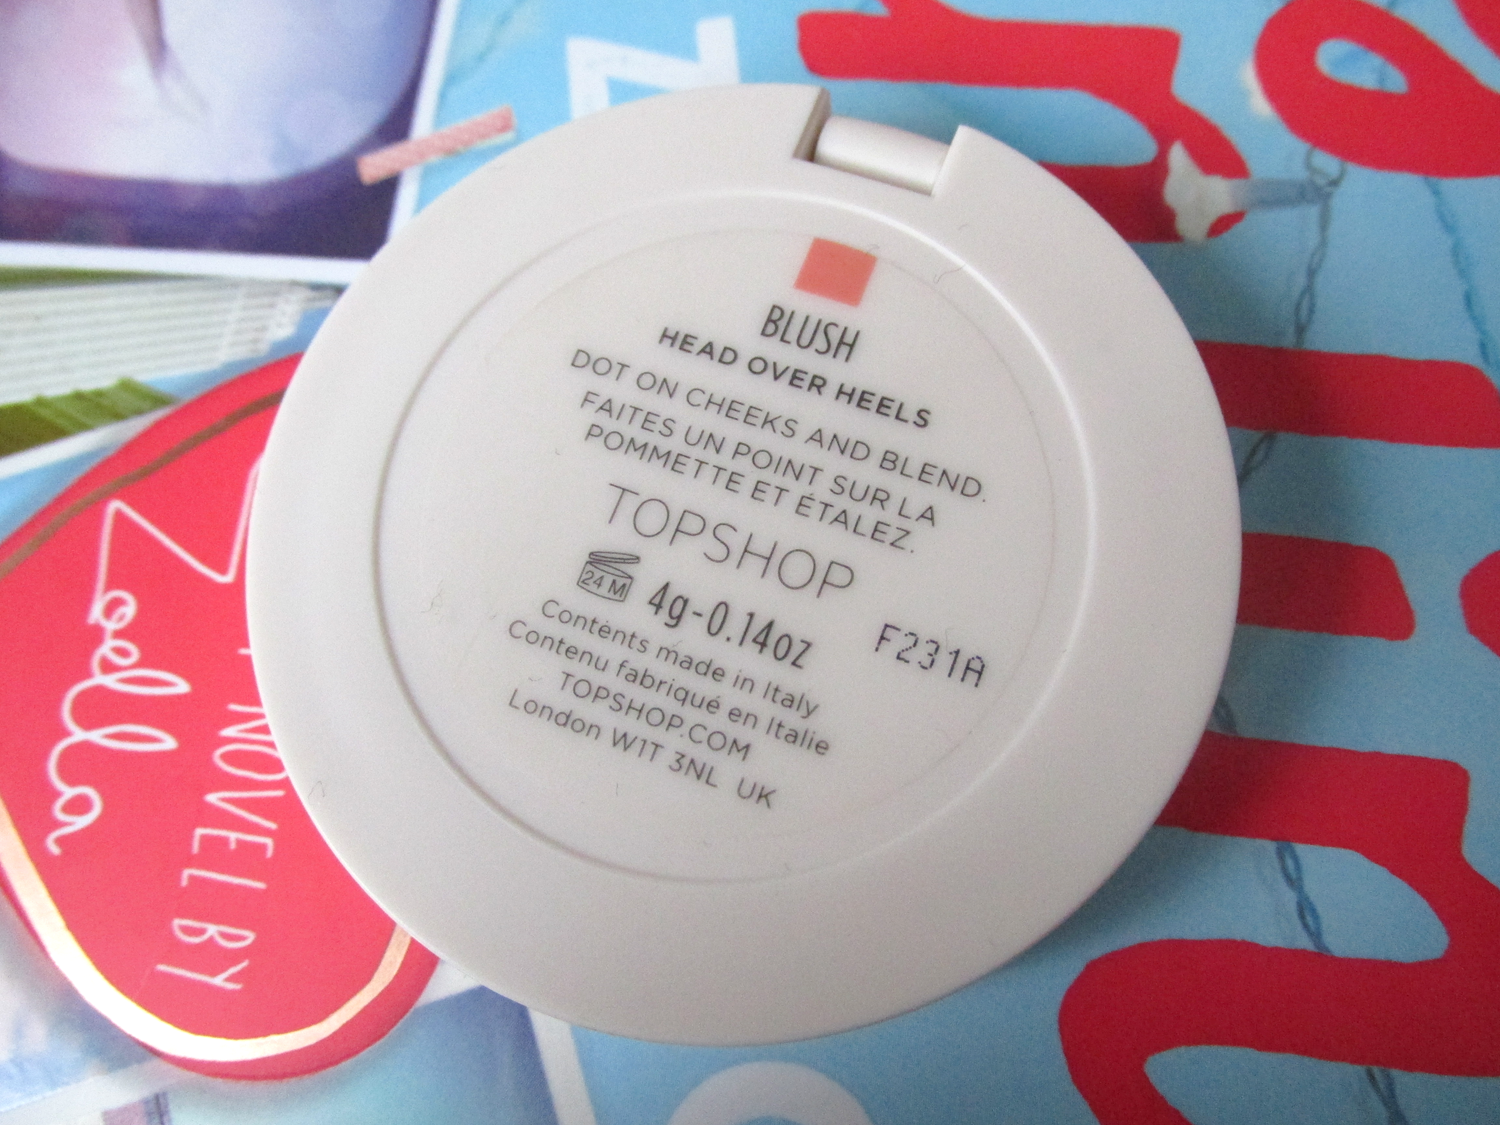 BLUSH
HEAD OVER HEELS
DOT ON CHEEKS AND BLEND.
FAITES UN POINT SUR LA
POMMETTE ET ÉTALEZ.
TOPSHOP
24 M 4g-0.14oz
F231A
Contents made in Italy
Contenu fabriqué en Italie
TOPSHOP.COM
London W1T 3NL UK
NOVEL BY
Zoella